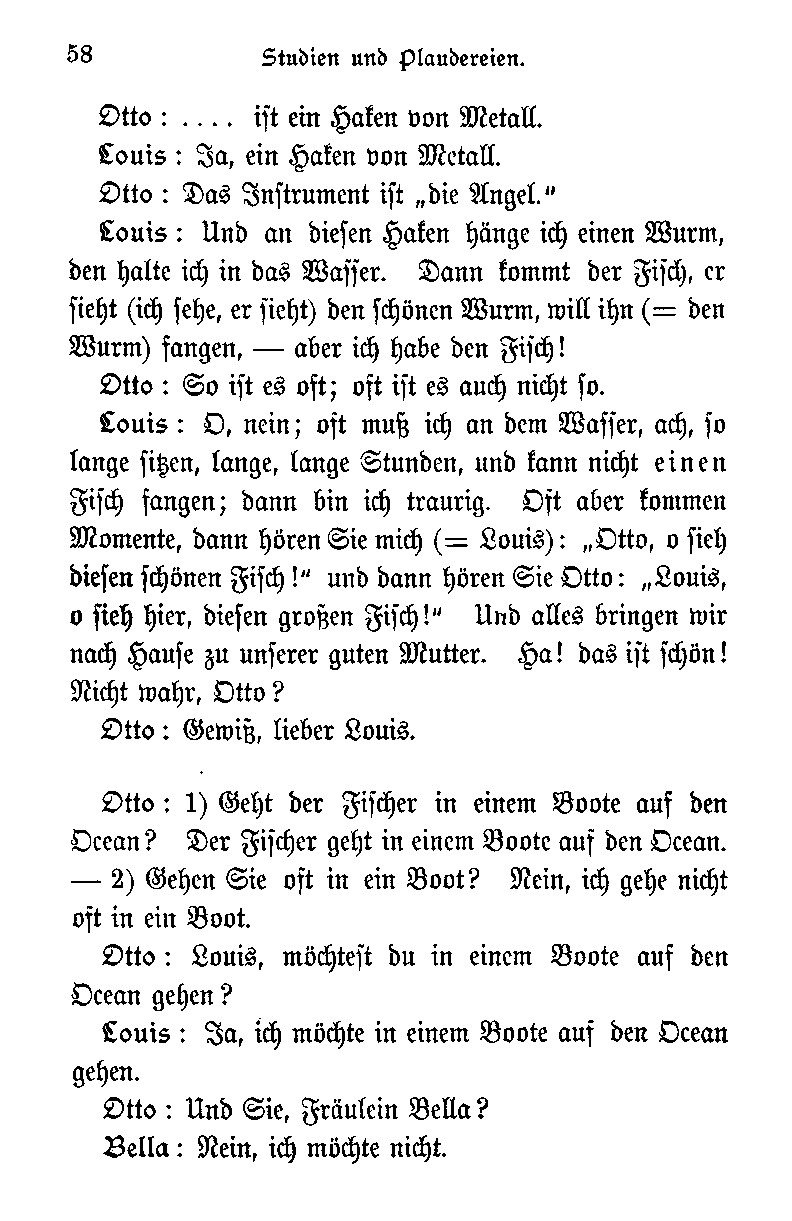 58 Studien und Plaudereien.
Otto : .... ist ein Haken von Metall.
Louis : Ja, ein Haken von Metall.
Otto : Das Instrument ist „die Angel."
Louis : Und an diesen Haken hänge ich einen Wurm,
den halte ich in das Wasser. Dann kommt der Fisch, er
sieht (ich sehe, er sieht) den schönen Wurm, will ihn (= den
Wurm) fangen, — aber ich habe den Fisch!
Otto : So ist es oft; oft ist es auch nicht so.
Louis : O, nein; oft muß ich an dem Wasser, ach, so
lange sitzen, lange, lange Stunden, und kann nicht einen
Fisch fangen; dann bin ich traurig. Oft aber kommen
Momente, dann hören Sie mich (= Louis): „Otto, o sieh
diesen schönen Fisch!" und dann hören Sie Otto: „Louis,
o sieh hier, diesen großen Fisch!" Und alles bringen wir
nach Hause zu unserer guten Mutter. Ha! das ist schön!
Nicht wahr, Otto?
Otto : Gewiß, lieber Louis.
Otto : 1) Geht der Fischer in einem Boote auf den
Ocean? Der Fischer geht in einem Boote auf den Ocean.
— 2) Gehen Sie oft in ein Boot? Nein, ich gehe nicht
oft in ein Boot.
Otto : Louis, möchtest du in einem Boote auf den
Ocean gehen?
Louis : Ja, ich möchte in einem Boote auf den Ocean
gehen.
Otto : Und Sie, Fräulein Bella?
Bella : Nein, ich möchte nicht.